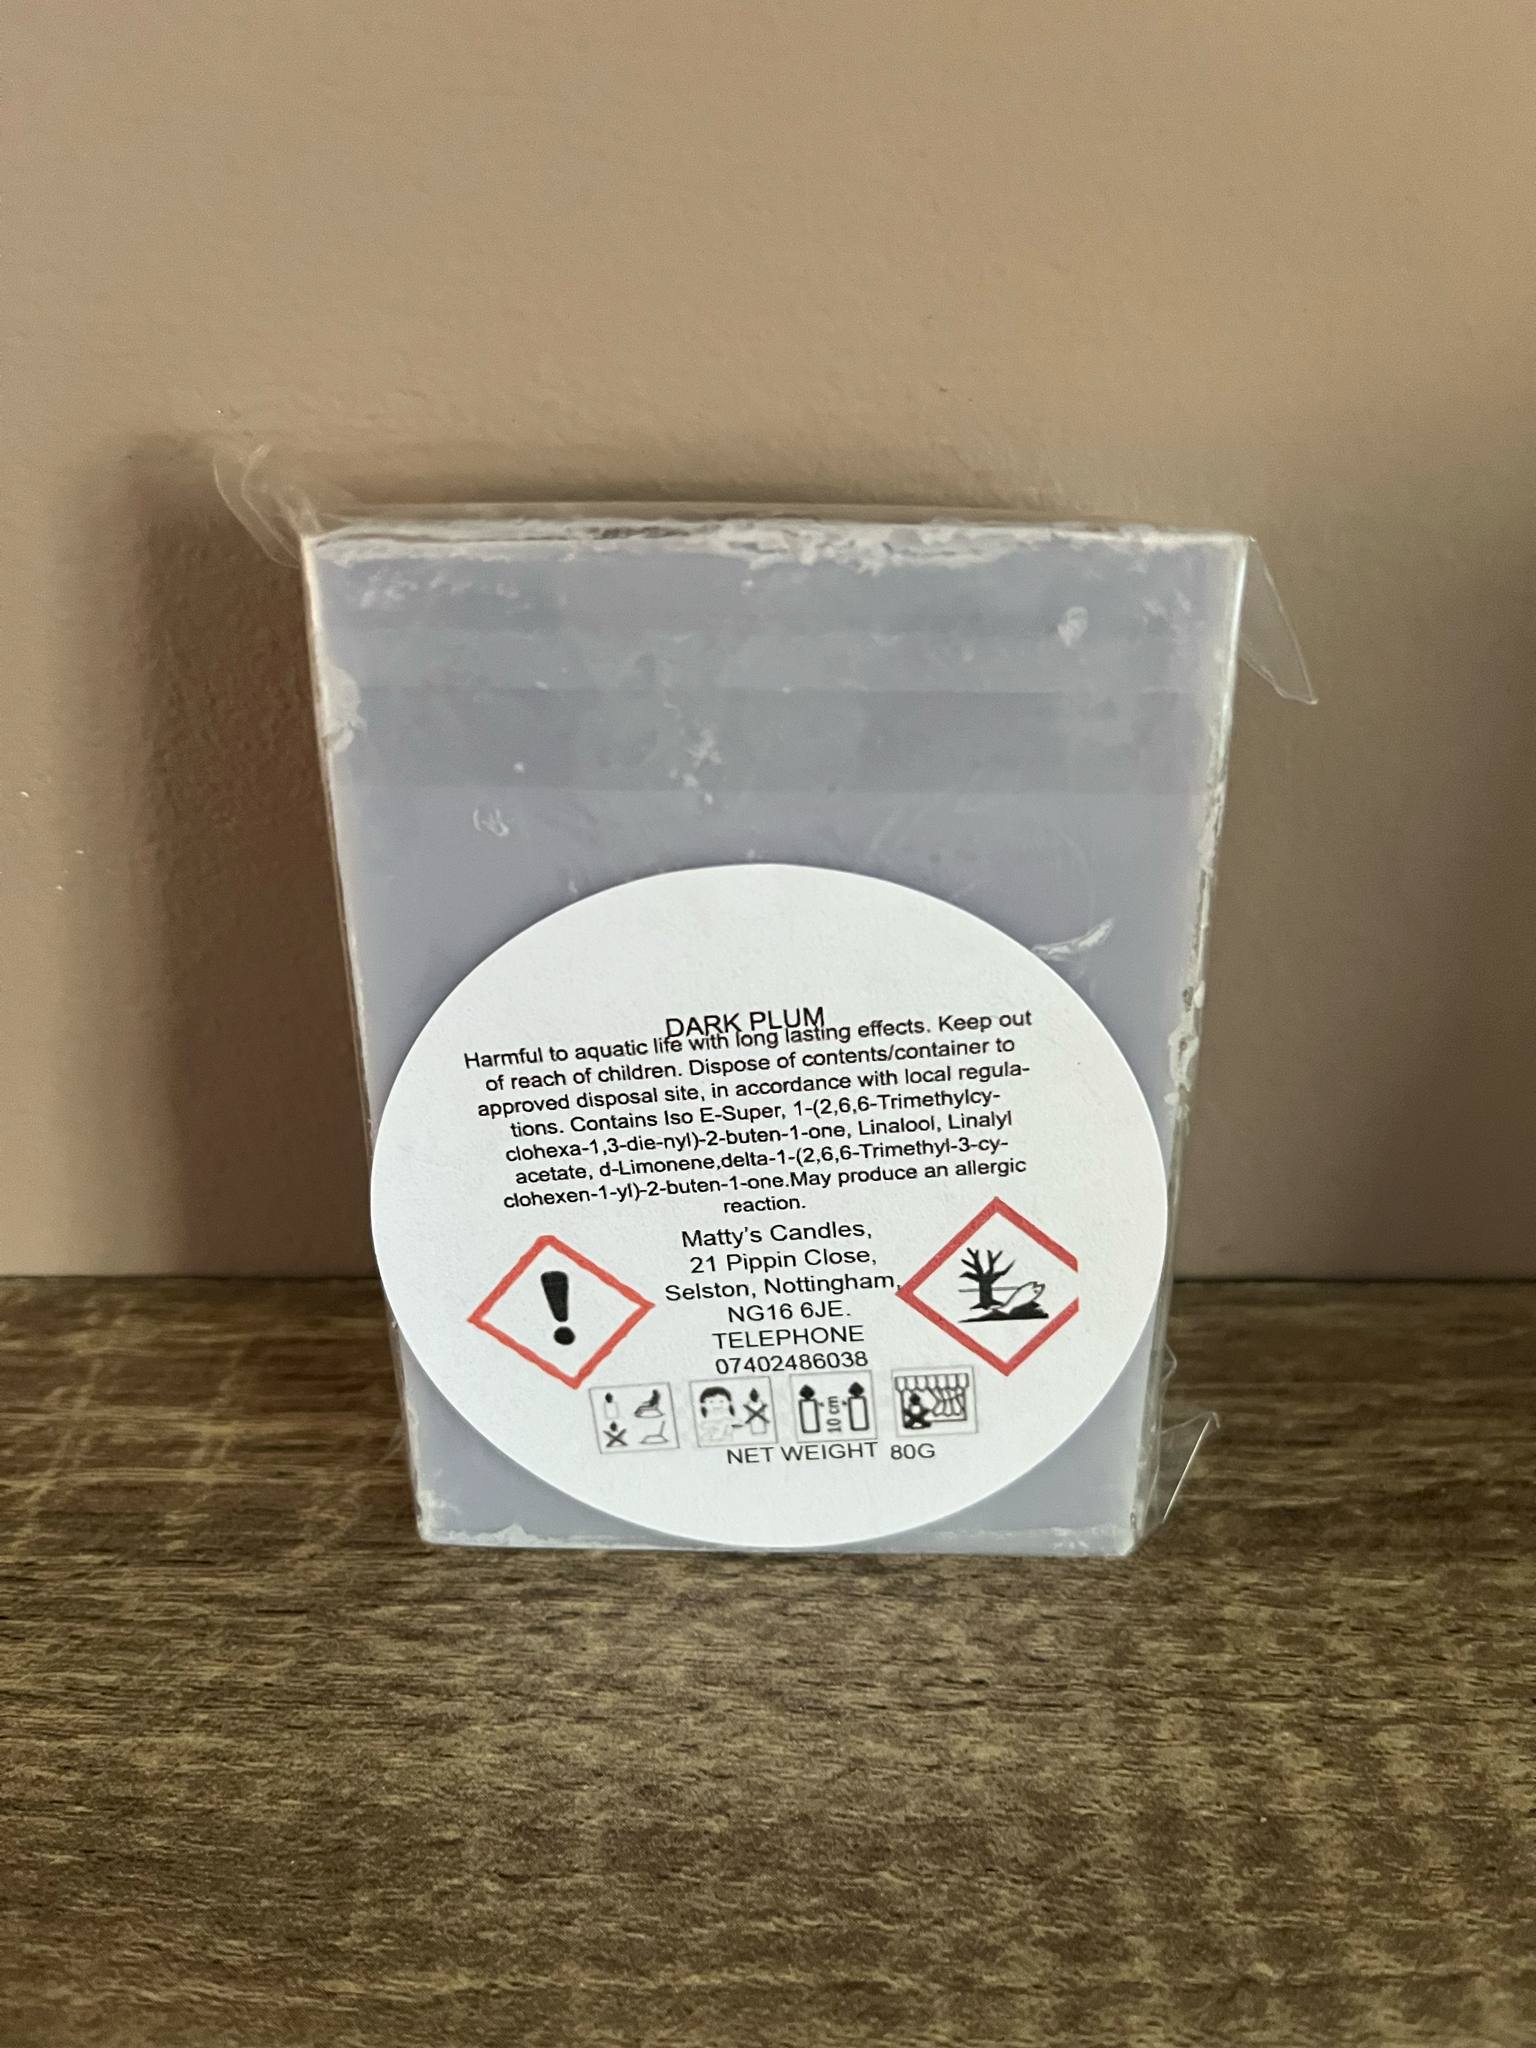 DARK PLUM
Harmful to aquatic life with long lasting effects. Keep out
of reach of children. Dispose of contents/container to
approved disposal site, in accordance with local regula-
tions. Contains Iso E-Super, 1-(2,6,6-Trimethylcy-
clohexa-1,3-die-nyl)-2-buten-1-one, Linalool, Linalyl
acetate, d-Limonene,delta-1-(2,6,6-Trimethyl-3-cy-
clohexen-1-yl)-2-buten-1-one.May produce an allergic
reaction.
Matty's Candles,
21 Pippin Close,
Selston, Nottingham,
NG16 6JE.
TELEPHONE
07402486038
10 cm
NET WEIGHT 80G